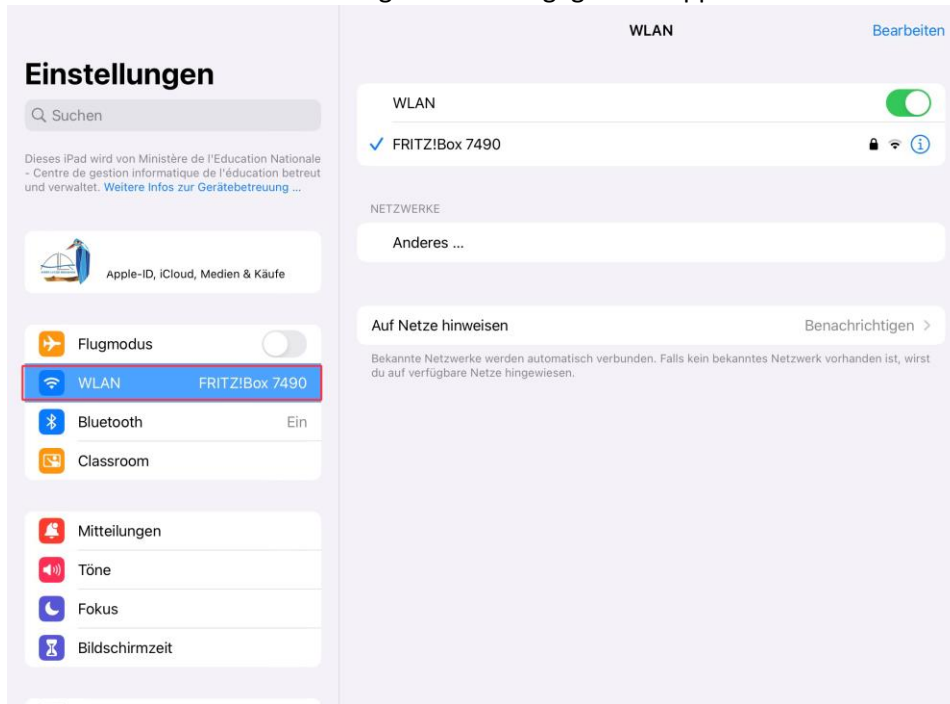 WLAN
Bearbeiten
Einstellungen
Suchen
Dieses iPad wird von Ministère de l'Education Nationale
- Centre de gestion informatique de l'éducation betreut
und verwaltet. Weitere Infos zur Gerätebetreuung ...
Apple-ID, iCloud, Medien & Käufe
Flugmodus
WLAN FRITZ!Box 7490
Bluetooth Ein
Classroom
Mitteilungen
Töne
Fokus
Bildschirmzeit
WLAN
FRITZ!Box 7490
NETZWERKE
Anderes ...
Auf Netze hinweisen Benachrichtigen
Bekannte Netzwerke werden automatisch verbunden. Falls kein bekanntes Netzwerk vorhanden ist, wirst
du auf verfügbare Netze hingewiesen.